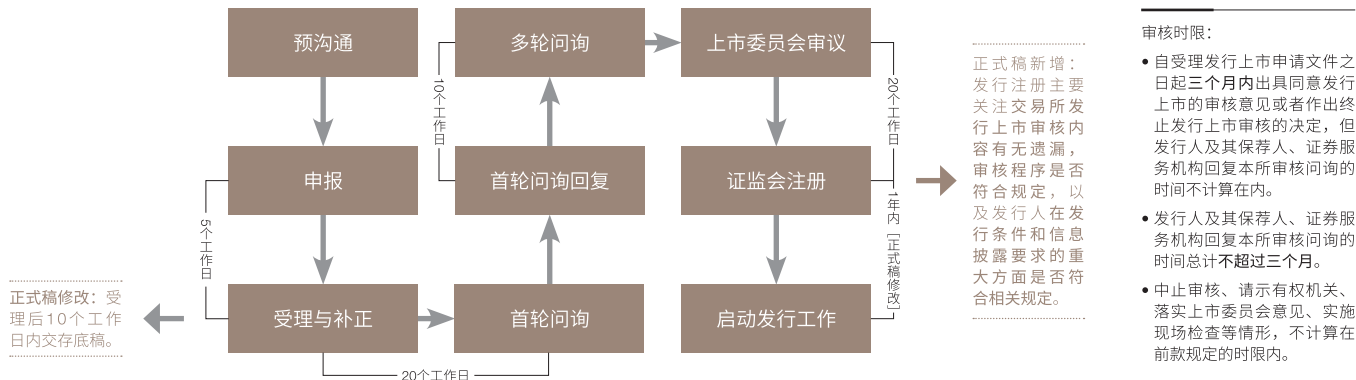 预沟通
申报
5个工作日
受理与补正
正式稿修改：受
理后10个工作
日内交存底稿。
20个工作日
首轮问询
首轮问询回复
10个工作日
多轮问询
上市委员会审议
20个工作日
证监会注册
1年内［正式稿修改］
启动发行工作
正式稿新增：
发行注册主要
关注交易所发
行上市审核内
容有无遗漏，
审核程序是否
符合规定，以
及发行人在发
行条件和信息
披露要求的重
大方面是否符
合相关规定。
审核时限：
• 自受理发行上市申请文件之
日起三个月内出具同意发行
上市的审核意见或者作出终
止发行上市审核的决定，但
发行人及其保荐人、证券服
务机构回复本所审核问询的
时间不计算在内。
• 发行人及其保荐人、证券服
务机构回复本所审核问询的
时间总计不超过三个月。
• 中止审核、请示有权机关、
落实上市委员会意见、实施
现场检查等情形，不计算在
前款规定的时限内。